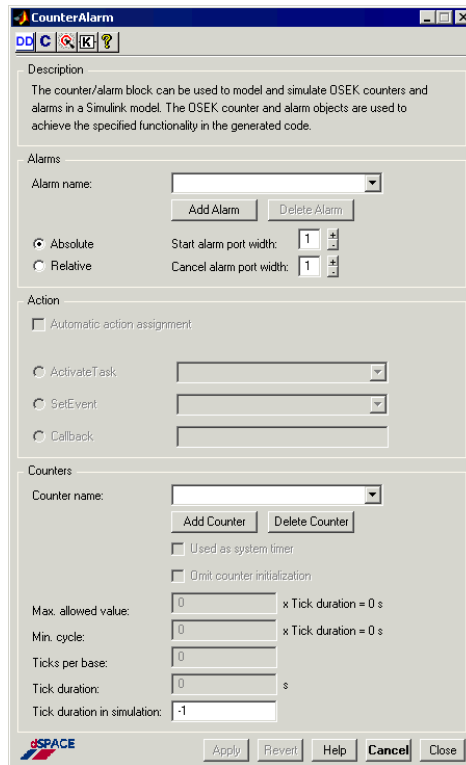 CounterAlarm
DD C K ?
Description
The counter/alarm block can be used to model and simulate OSEK counters and
alarms in a Simulink model. The OSEK counter and alarm objects are used to
achieve the specified functionality in the generated code.
Alarms
Alarm name:
Add Alarm Delete Alarm
Absolute Start alarm port width: 1 + -
Relative Cancel alarm port width: 1 + -
Action
Automatic action assignment
ActivateTask
SetEvent
Callback
Counters
Counter name:
Add Counter Delete Counter
Used as system timer
Omit counter initialization
Max. allowed value: 0 x Tick duration = 0 s
Min. cycle: 0 x Tick duration = 0 s
Ticks per base: 0
Tick duration: 0 s
Tick duration in simulation: -1
dSPACE Apply Revert Help Cancel Close